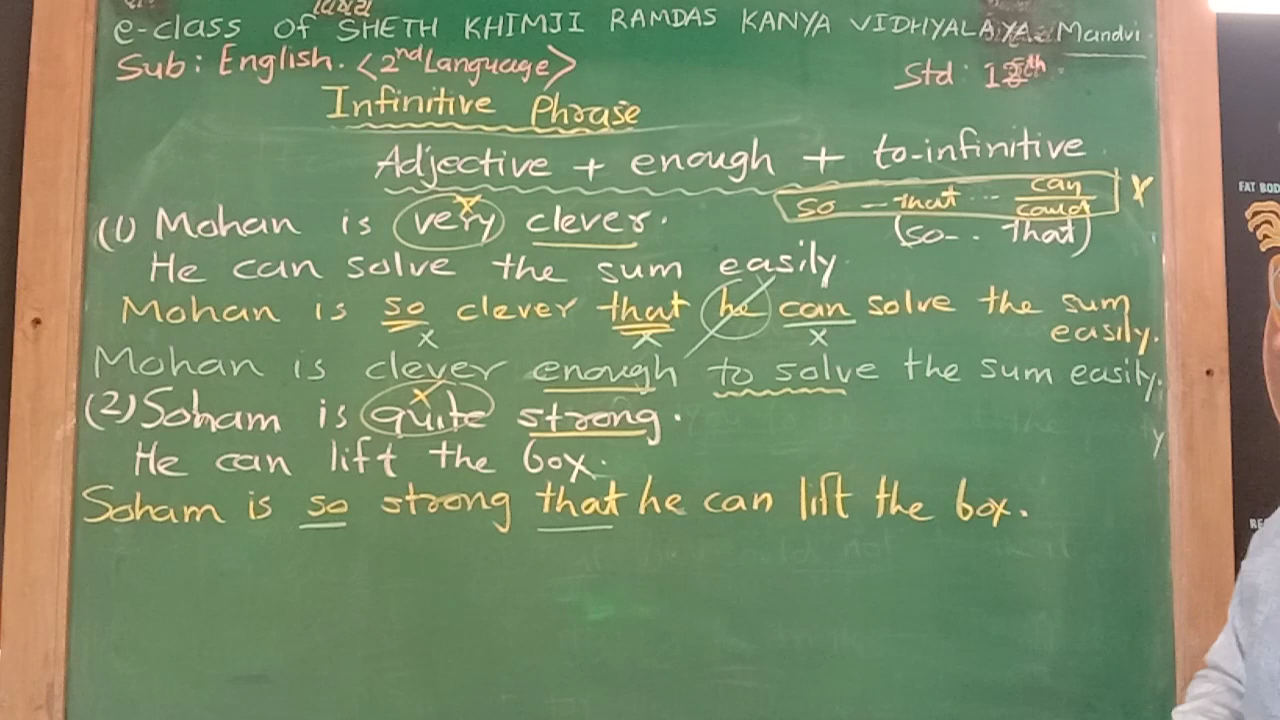 e-class of SHETH KHIMJI RAMDAS KANYA VIDHYALAYA-Mandvi
Sub: English. <2nd Language>
Std: 12th
Infinitive Phrase
Adjective + enough + to-infinitive
so - that ... can
could
(so- . . that)
(1) Mohan is very clever.
He can solve the sum easily.
Mohan is so clever that he can solve the sum
easily.
x x x
Mohan is clever enough to solve the sum easily.
(2) Soham is quite strong.
He can lift the box.
Soham is so strong that he can lift the box.
FAT BOD